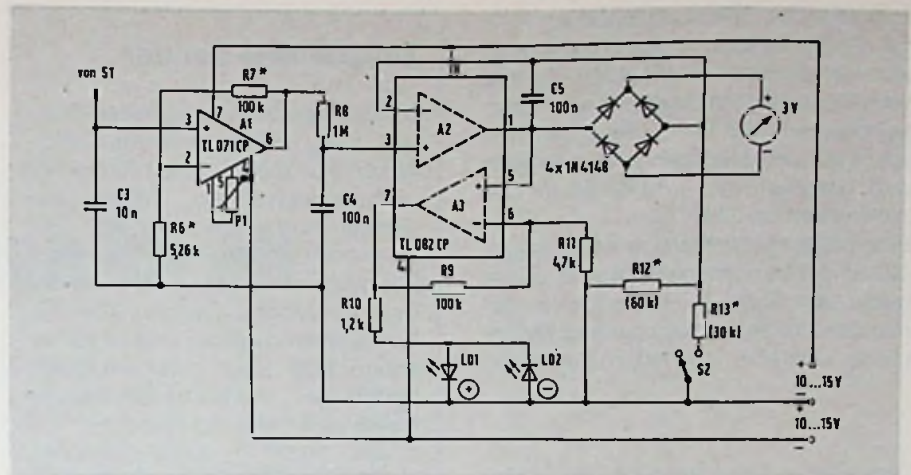 von ST
R7*
100k
7
A1
3
+
TL 071 CP
6
2
−
1
5
4
P1
C3
10 n
R6*
5,26 k
R8
1M
C4
100 n
2
−
A2
1
3
+
5
+
A3
7
6
−
TL 082 CP
4
C5
100 n
4 x 1N 4148
+
3 V
−
R9
100 k
R10
1,2 k
R11
4,7 k
R12*
(60 k)
R13*
(30 k)
S2
LD1
+
LD2
−
+
10...15 V
−
+
10...15 V
−